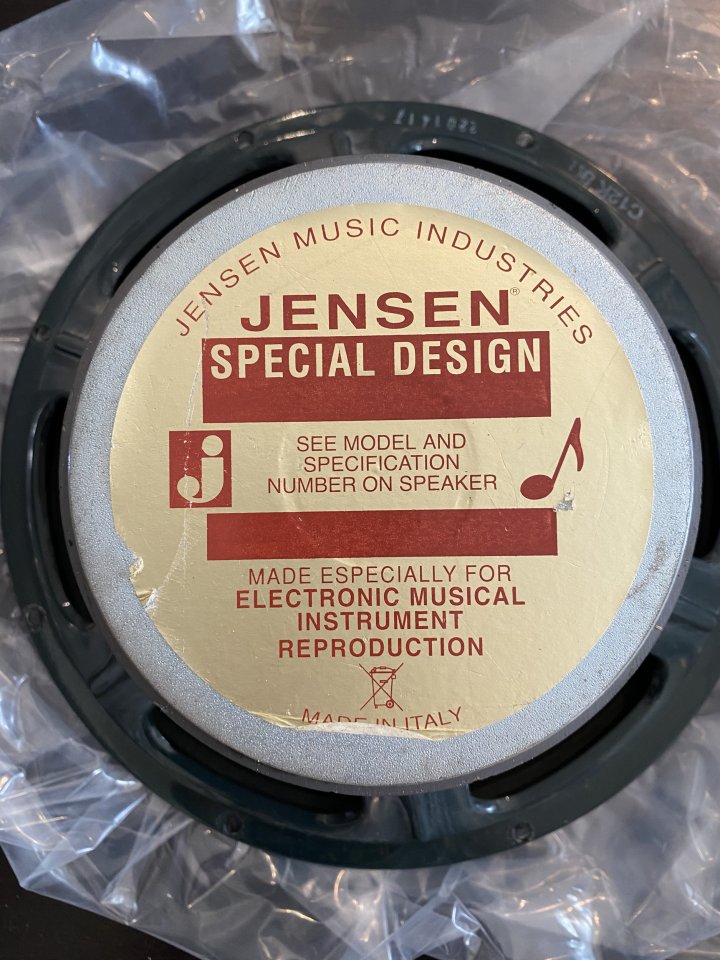 2201417
JENSEN MUSIC INDUSTRIES
JENSEN®
SPECIAL DESIGN
j
SEE MODEL AND
SPECIFICATION
NUMBER ON SPEAKER
MADE ESPECIALLY FOR
ELECTRONIC MUSICAL
INSTRUMENT
REPRODUCTION
MADE IN ITALY